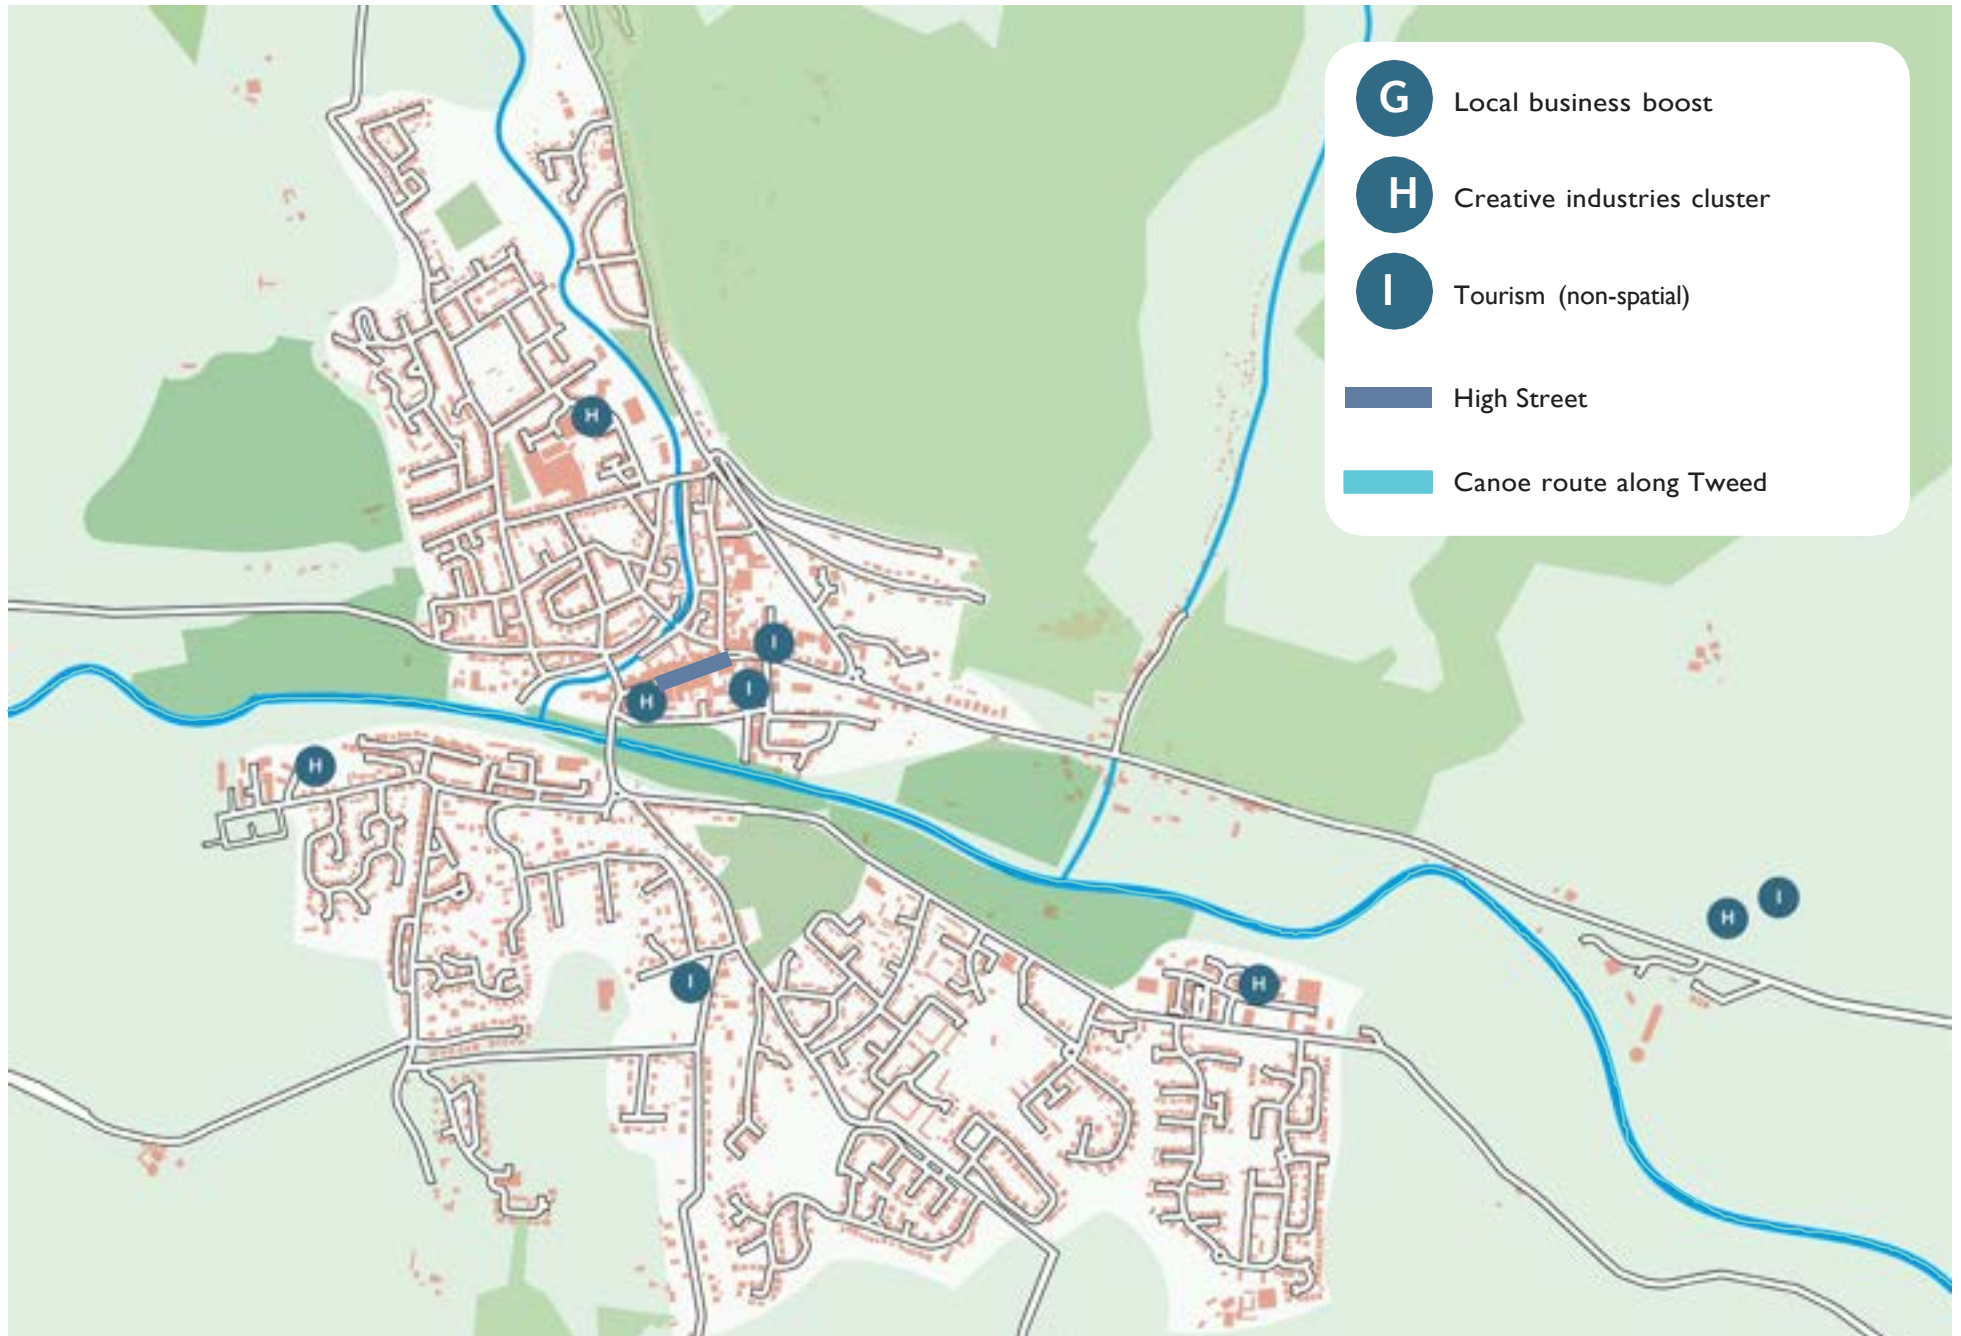 G Local business boost
H Creative industries cluster
I Tourism (non-spatial)
High Street
Canoe route along Tweed
H
I
H
I
H
I
H
H
I